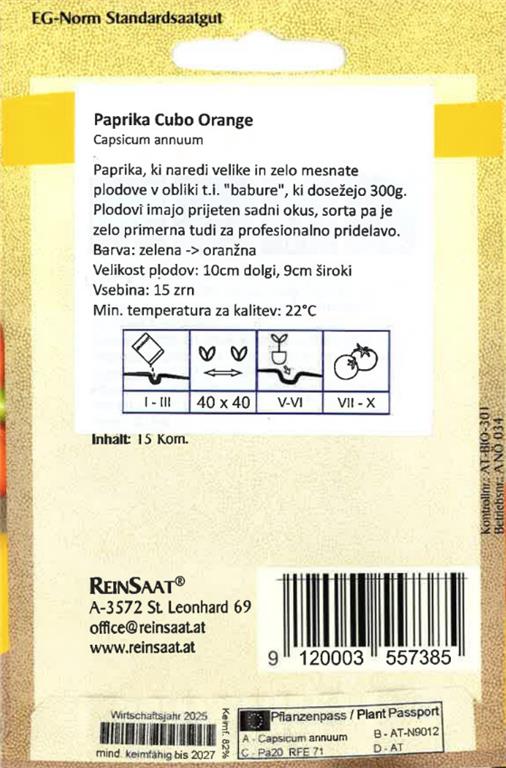 EG-Norm Standardsaatgut
Paprika Cubo Orange
Capsicum annuum
Paprika, ki naredi velike in zelo mesnate
plodove v obliki t.i. "babure", ki dosežejo 300g.
Plodovi imajo prijeten sadni okus, sorta pa je
zelo primerna tudi za profesionalno pridelavo.
Barva: zelena -> oranžna
Velikost plodov: 10cm dolgi, 9cm široki
Vsebina: 15 zrn
Min. temperatura za kalitev: 22°C
I - III
40 x 40
V-VI
VII - X
Inhalt: 15 Korn.
Kontrollnr.: AT-BIO-301
Betriebsnr.: ANÖ 034
REINSAAT®
A-3572 St. Leonhard 69
office@reinsaat.at
www.reinsaat.at
9 120003 557385
Wirtschaftsjahr 2025
mind. keimfähig bis 2027
Keimf. 82%
Pflanzenpass / Plant Passport
A - Capsicum annuum
B - AT-N9012
C - Pa20 RFE 71
D - AT